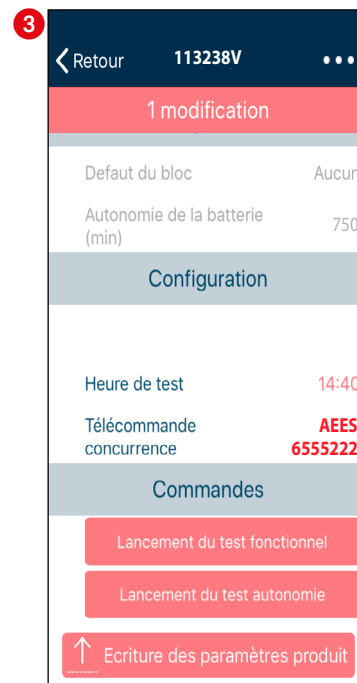 3
Retour 113238V •••
1 modification
Defaut du bloc Aucun
Autonomie de la batterie
(min) 750
Configuration
Heure de test 14:40
Télécommande AEES
concurrence 6555222
Commandes
Lancement du test fonctionnel
Lancement du test autonomie
Ecriture des paramètres produit